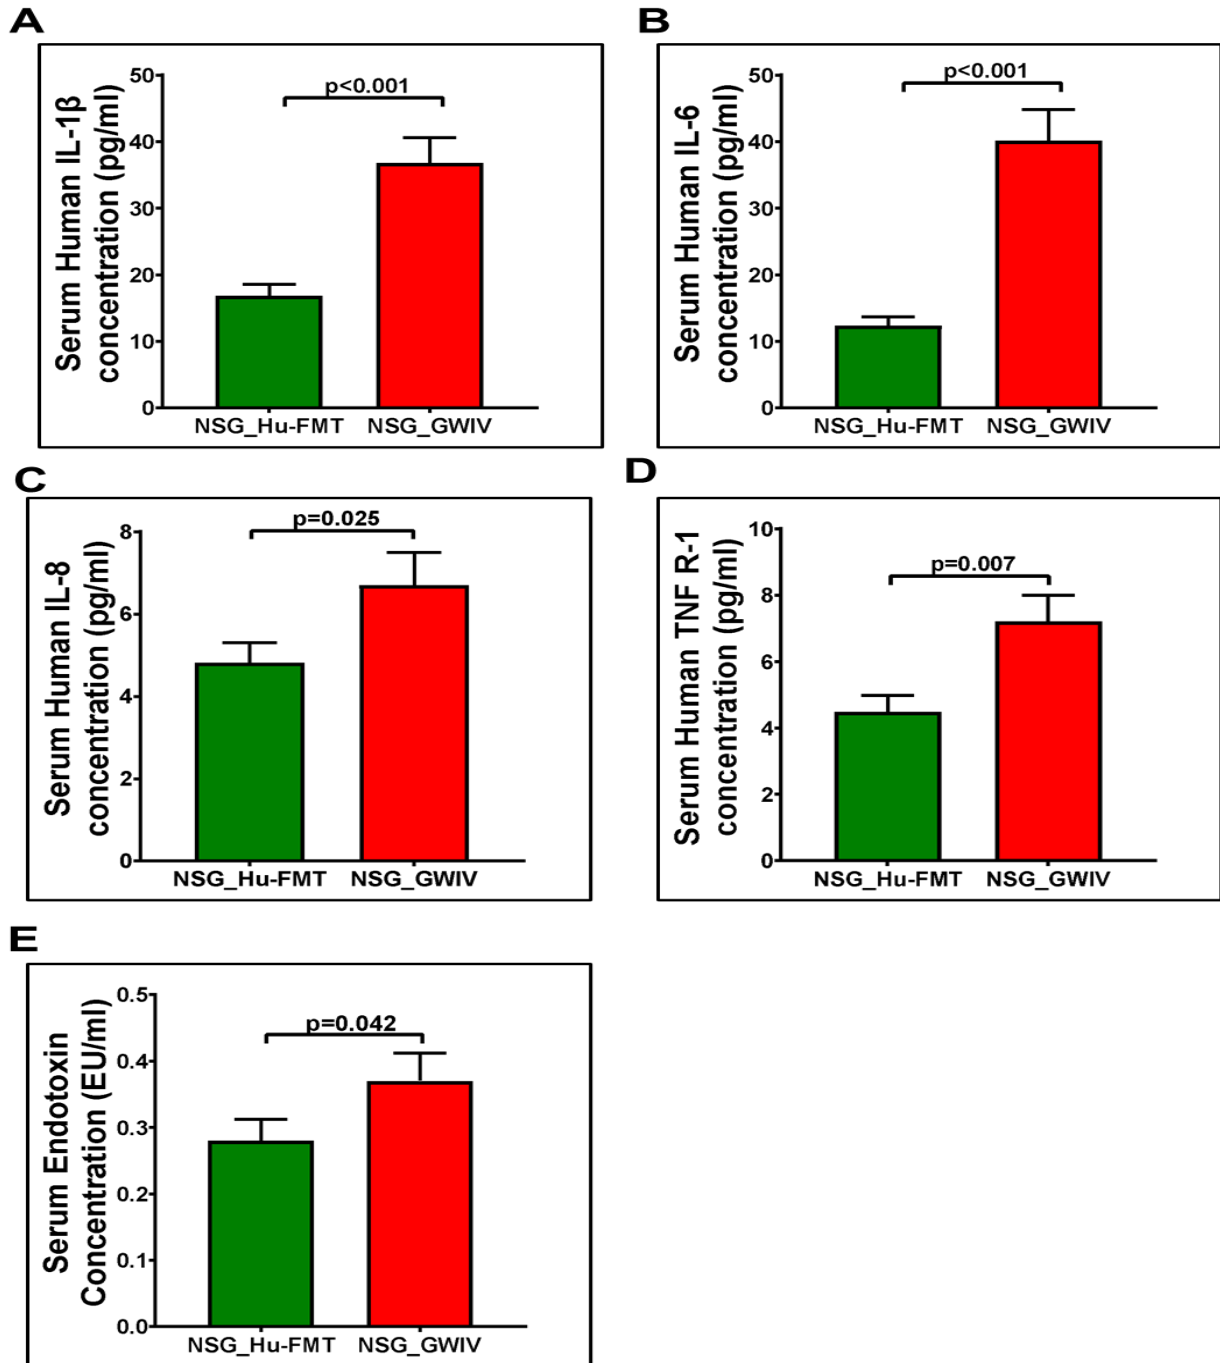 A
Serum Human IL-1β
concentration (pg/ml)
50
40
30
20
10
0
p<0.001
NSG_Hu-FMT NSG_GWIV
B
Serum Human IL-6
concentration (pg/ml)
50
40
30
20
10
0
p<0.001
NSG_Hu-FMT NSG_GWIV
C
Serum Human IL-8
concentration (pg/ml)
8
6
4
2
0
p=0.025
NSG_Hu-FMT NSG_GWIV
D
Serum Human TNF R-1
concentration (pg/ml)
10
8
6
4
2
0
p=0.007
NSG_Hu-FMT NSG_GWIV
E
Serum Endotoxin
Concentration (EU/ml)
0.5
0.4
0.3
0.2
0.1
0.0
p=0.042
NSG_Hu-FMT NSG_GWIV